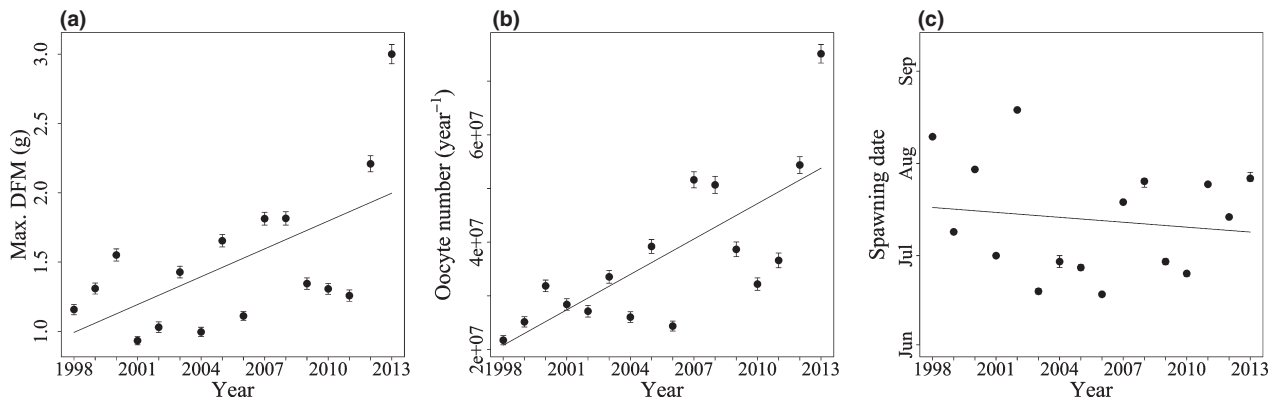 (a)
Max. DFM (g)
3.0
2.5
2.0
1.5
1.0
1998 2001 2004 2007 2010 2013
Year
(b)
Oocyte number (year⁻¹)
6e+07
4e+07
2e+07
1998 2001 2004 2007 2010 2013
Year
(c)
Spawning date
Sep
Aug
Jul
Jun
1998 2001 2004 2007 2010 2013
Year